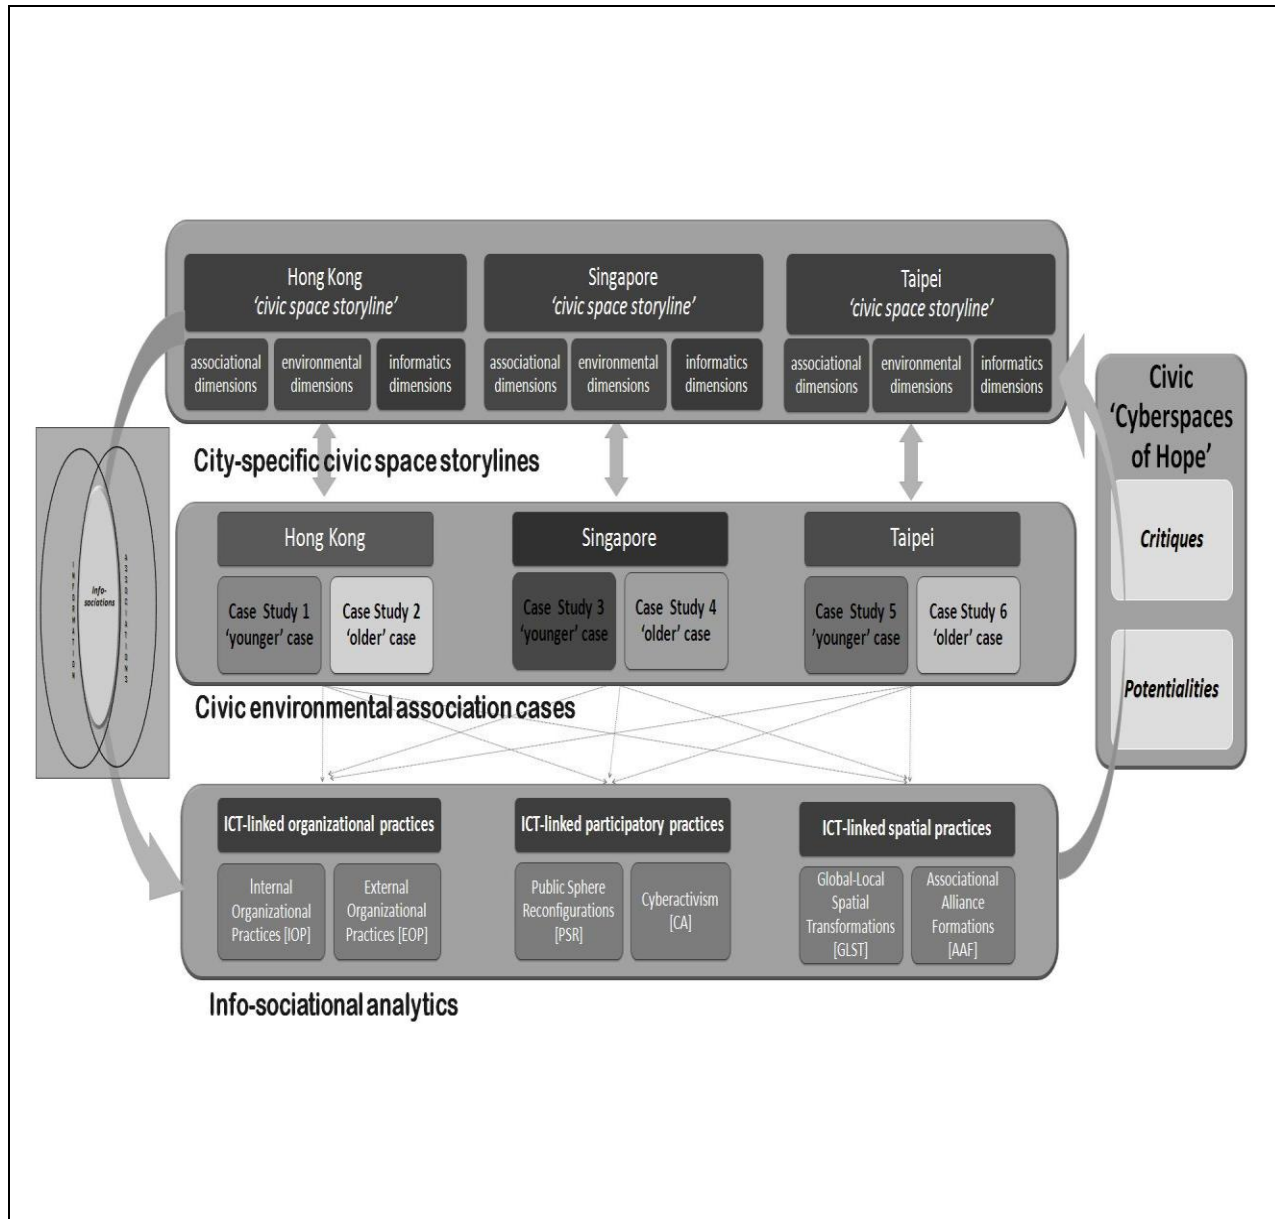 Hong Kong
'civic space storyline'
associational
dimensions
environmental
dimensions
informatics
dimensions
Singapore
'civic space storyline'
associational
dimensions
environmental
dimensions
informatics
dimensions
Taipei
'civic space storyline'
associational
dimensions
environmental
dimensions
informatics
dimensions
City-specific civic space storylines
Hong Kong
Case Study 1
'younger' case
Case Study 2
'older' case
Singapore
Case Study 3
'younger' case
Case Study 4
'older' case
Taipei
Case Study 5
'younger' case
Case Study 6
'older' case
Civic environmental association cases
ICT-linked organizational practices
Internal
Organizational
Practices [IOP]
External
Organizational
Practices [EOP]
ICT-linked participatory practices
Public Sphere
Reconfigurations
[PSR]
Cyberactivism
[CA]
ICT-linked spatial practices
Global-Local
Spatial
Transformations
[GLST]
Associational
Alliance
Formations
[AAF]
Info-sociational analytics
INFORMATION
Info-
sociations
ASSOCIATIONS
Civic
'Cyberspaces
of Hope'
Critiques
Potentialities